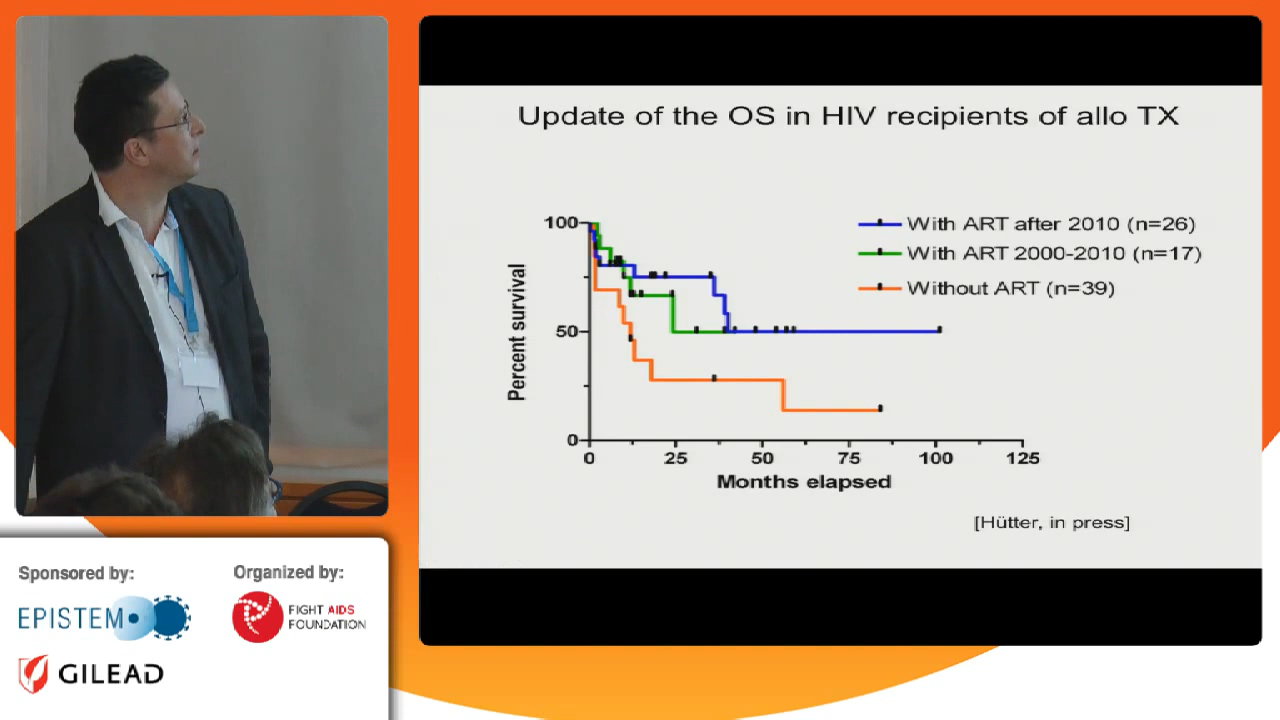 Update of the OS in HIV recipients of allo TX
100
50
0
Percent survival
With ART after 2010 (n=26)
With ART 2000-2010 (n=17)
Without ART (n=39)
0 25 50 75 100 125
Months elapsed
[Hütter, in press]
Sponsored by:
EPISTEM
GILEAD
Organized by:
FIGHT AIDS
FOUNDATION